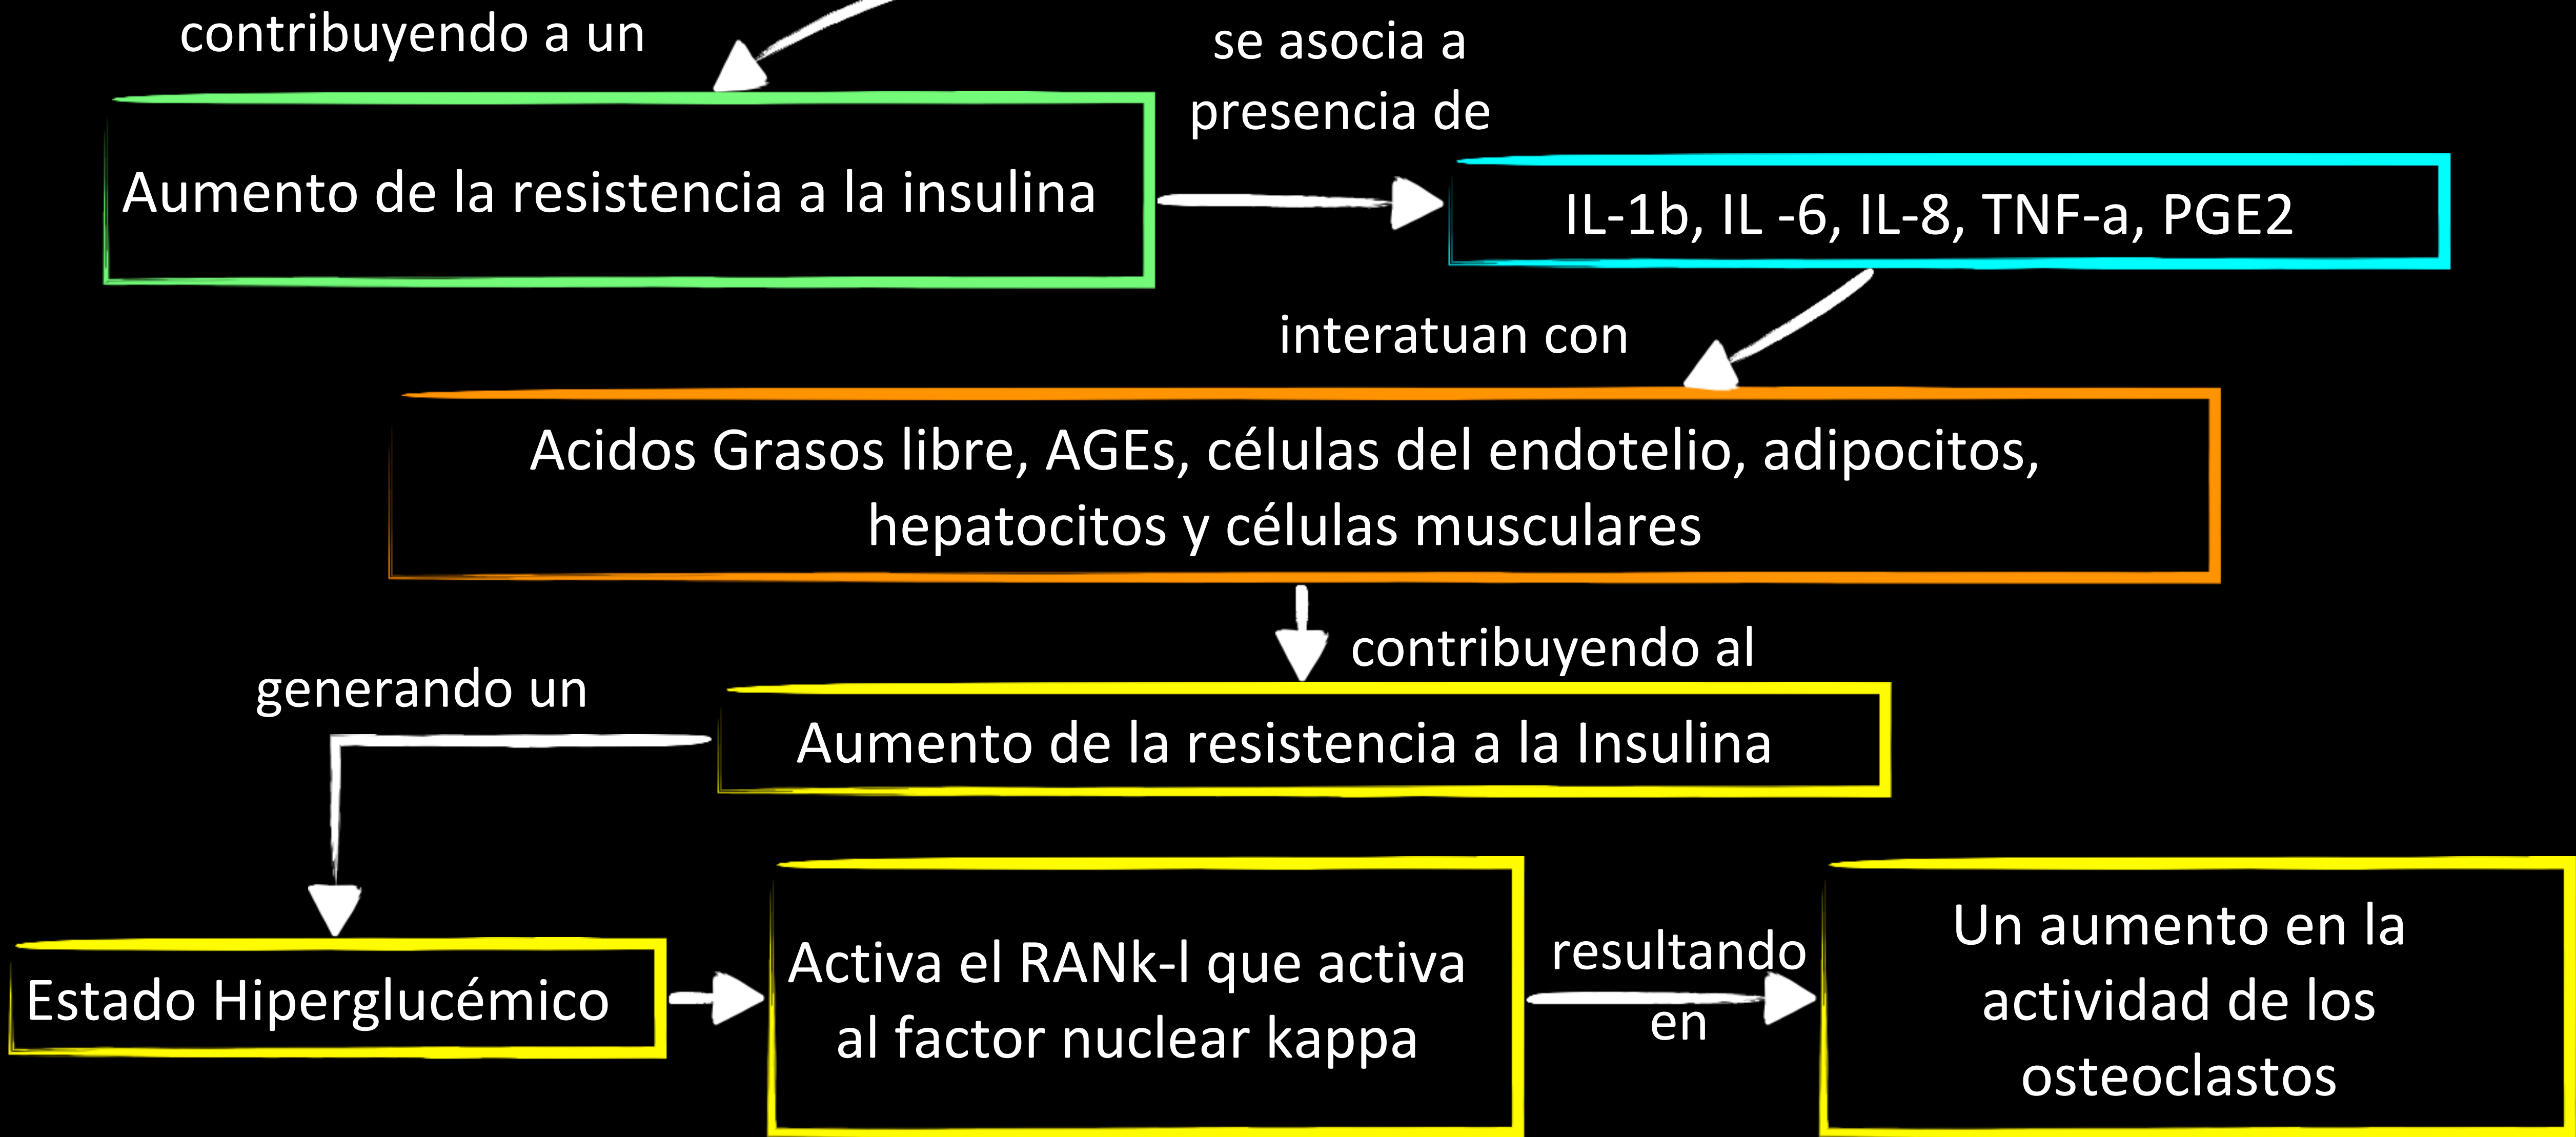 contribuyendo a un
se asocia a
presencia de
Aumento de la resistencia a la insulina
IL-1b, IL -6, IL-8, TNF-a, PGE2
interatuan con
Acidos Grasos libre, AGEs, células del endotelio, adipocitos,
hepatocitos y células musculares
contribuyendo al
generando un
Aumento de la resistencia a la Insulina
Estado Hiperglucémico
Activa el RANk-l que activa
al factor nuclear kappa
resultando
en
Un aumento en la
actividad de los
osteoclastos